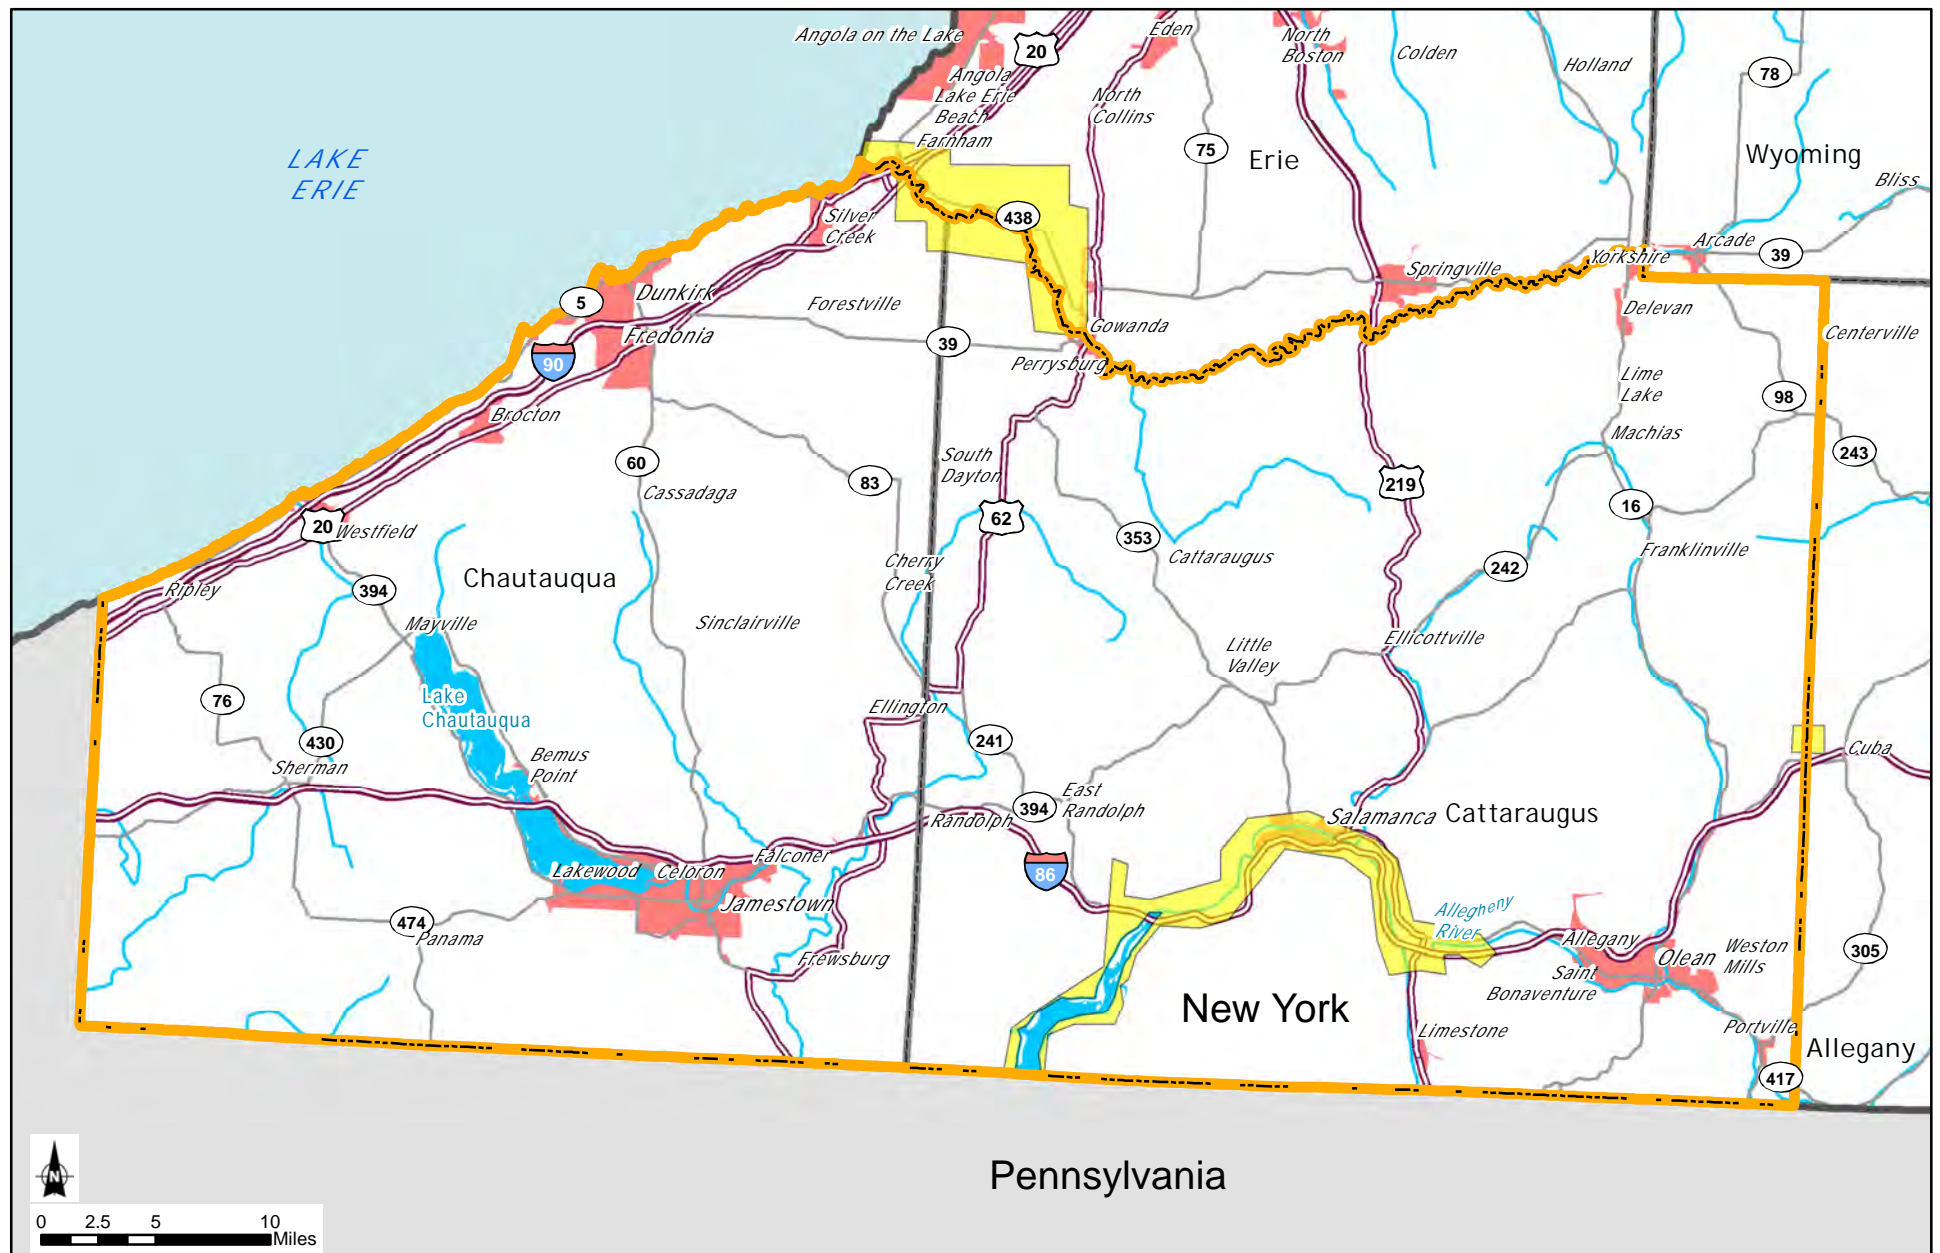 Angola on the Lake
20
Eden
North
Boston
Colden
Holland
78
Angola
Lake Erie
Beach
Farnham
North
Collins
75
Erie
Wyoming
Bliss
LAKE
ERIE
Silver
Creek
438
Arcade
39
Yorkshire
Springville
5
Dunkirk
Forestville
Delevan
Fredonia
39
Gowanda
Centerville
90
Perrysburg
Lime
Lake
98
Brocton
Machias
243
60
Cassadaga
83
South
Dayton
219
16
20
Westfield
62
353
Cattaraugus
Franklinville
Cherry
Creek
242
Ripley
394
Chautauqua
Mayville
Sinclairville
Little
Valley
Ellicottville
76
Lake
Chautauqua
Ellington
430
241
Cuba
Sherman
Bemus
Point
394
East
Randolph
Randolph
Salamanca
Cattaraugus
Falconer
Lakewood
Celoron
86
Jamestown
474
Panama
Allegheny
River
Allegany
Olean
Weston
Mills
305
Frewsburg
Saint
Bonaventure
New York
Limestone
Portville
Allegany
417
N
Pennsylvania
0 2.5 5 10
Miles